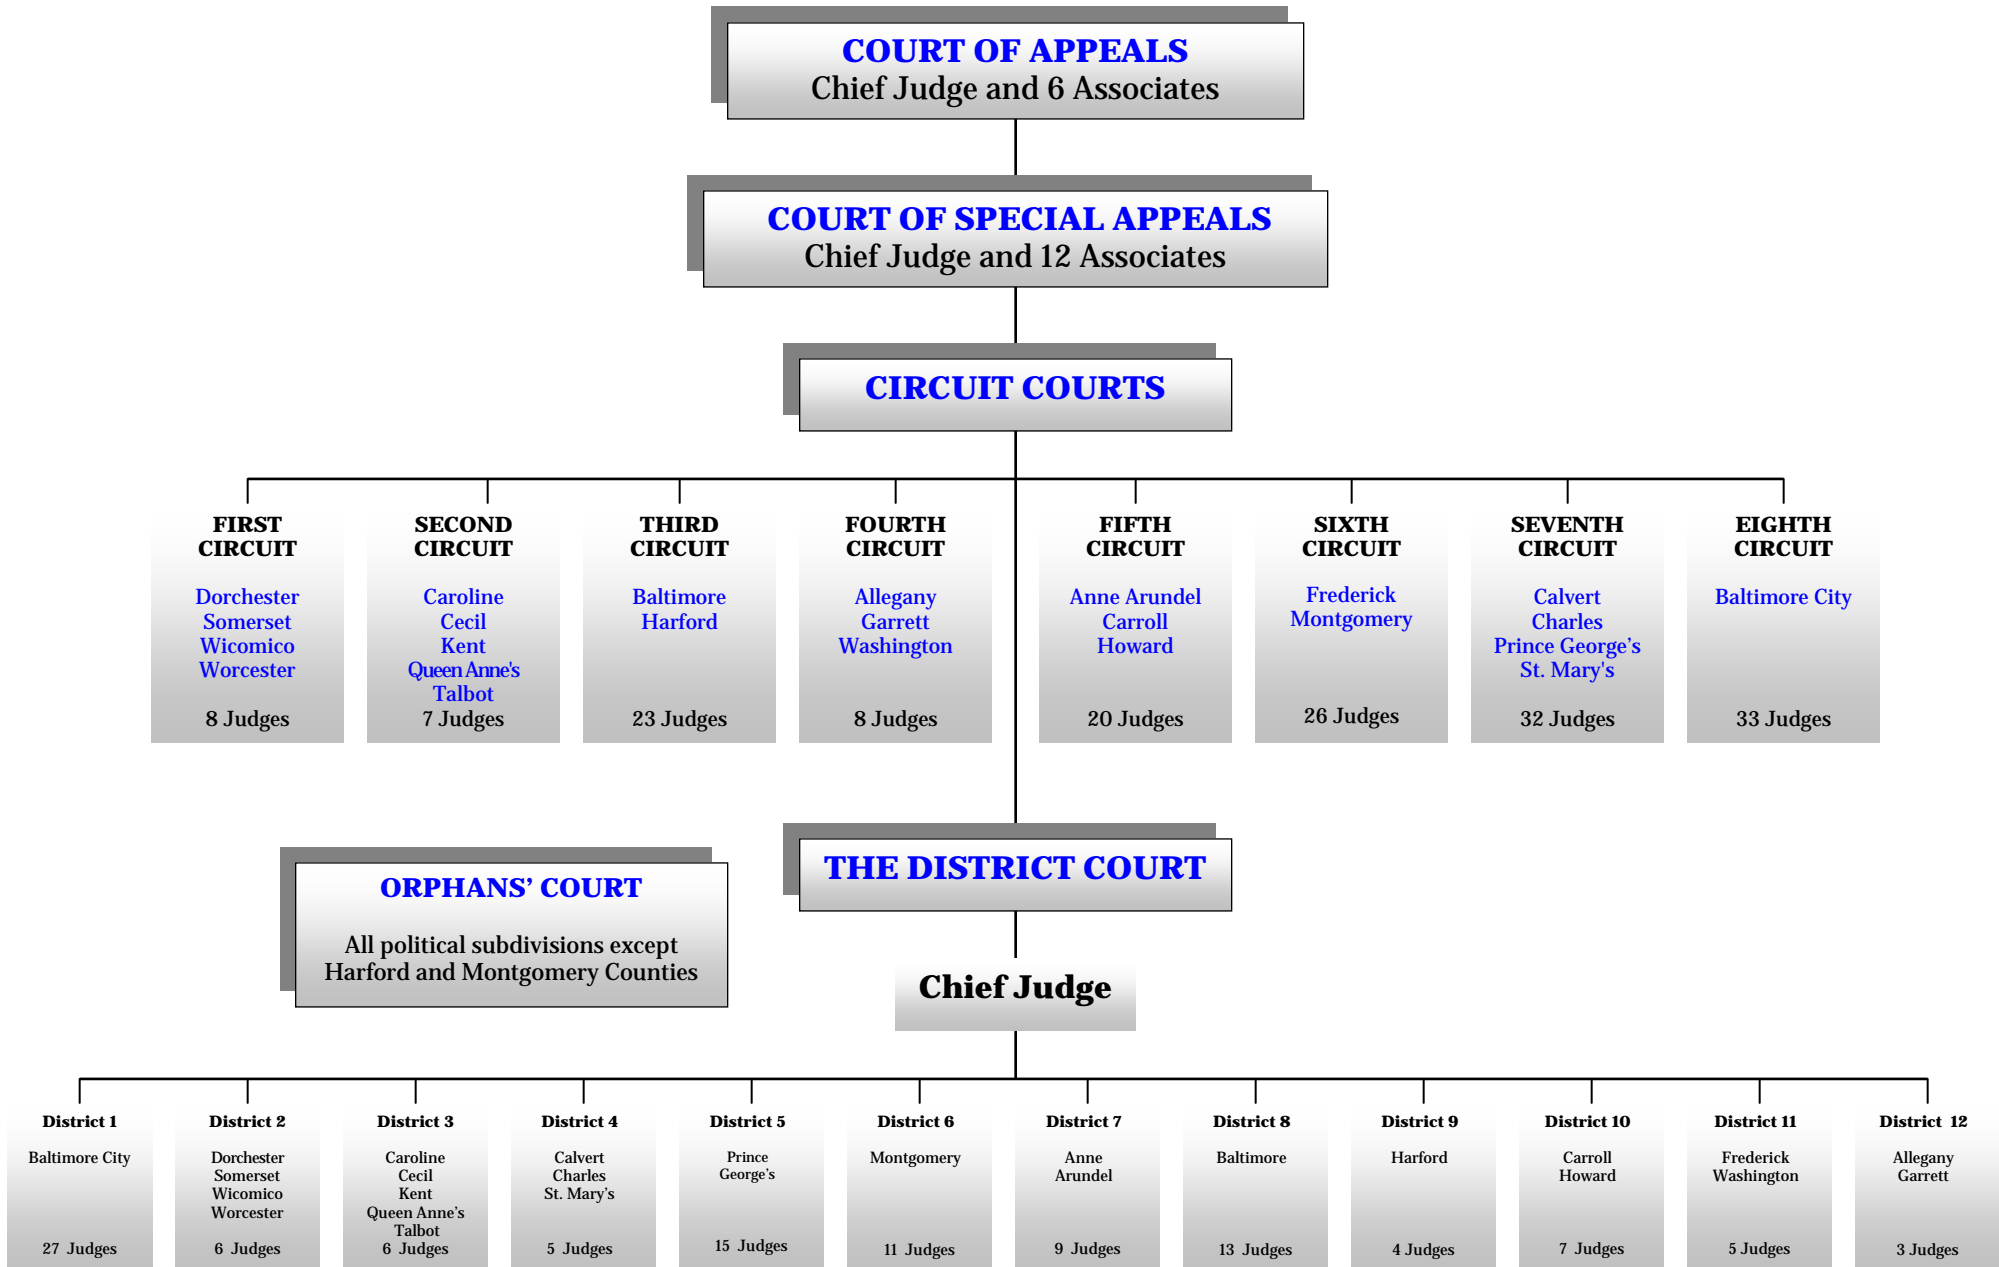 COURT OF APPEALS
Chief Judge and 6 Associates
COURT OF SPECIAL APPEALS
Chief Judge and 12 Associates
CIRCUIT COURTS
FIRST
CIRCUIT
Dorchester
Somerset
Wicomico
Worcester
8 Judges
SECOND
CIRCUIT
Caroline
Cecil
Kent
Queen Anne's
Talbot
7 Judges
THIRD
CIRCUIT
Baltimore
Harford
23 Judges
FOURTH
CIRCUIT
Allegany
Garrett
Washington
8 Judges
FIFTH
CIRCUIT
Anne Arundel
Carroll
Howard
20 Judges
SIXTH
CIRCUIT
Frederick
Montgomery
26 Judges
SEVENTH
CIRCUIT
Calvert
Charles
Prince George’s
St. Mary's
32 Judges
EIGHTH
CIRCUIT
Baltimore City
33 Judges
ORPHANS’ COURT
All political subdivisions except
Harford and Montgomery Counties
THE DISTRICT COURT
Chief Judge
District 1
Baltimore City
27 Judges
District 2
Dorchester
Somerset
Wicomico
Worcester
6 Judges
District 3
Caroline
Cecil
Kent
Queen Anne’s
Talbot
6 Judges
District 4
Calvert
Charles
St. Mary’s
5 Judges
District 5
Prince
George’s
15 Judges
District 6
Montgomery
11 Judges
District 7
Anne
Arundel
9 Judges
District 8
Baltimore
13 Judges
District 9
Harford
4 Judges
District 10
Carroll
Howard
7 Judges
District 11
Frederick
Washington
5 Judges
District 12
Allegany
Garrett
3 Judges